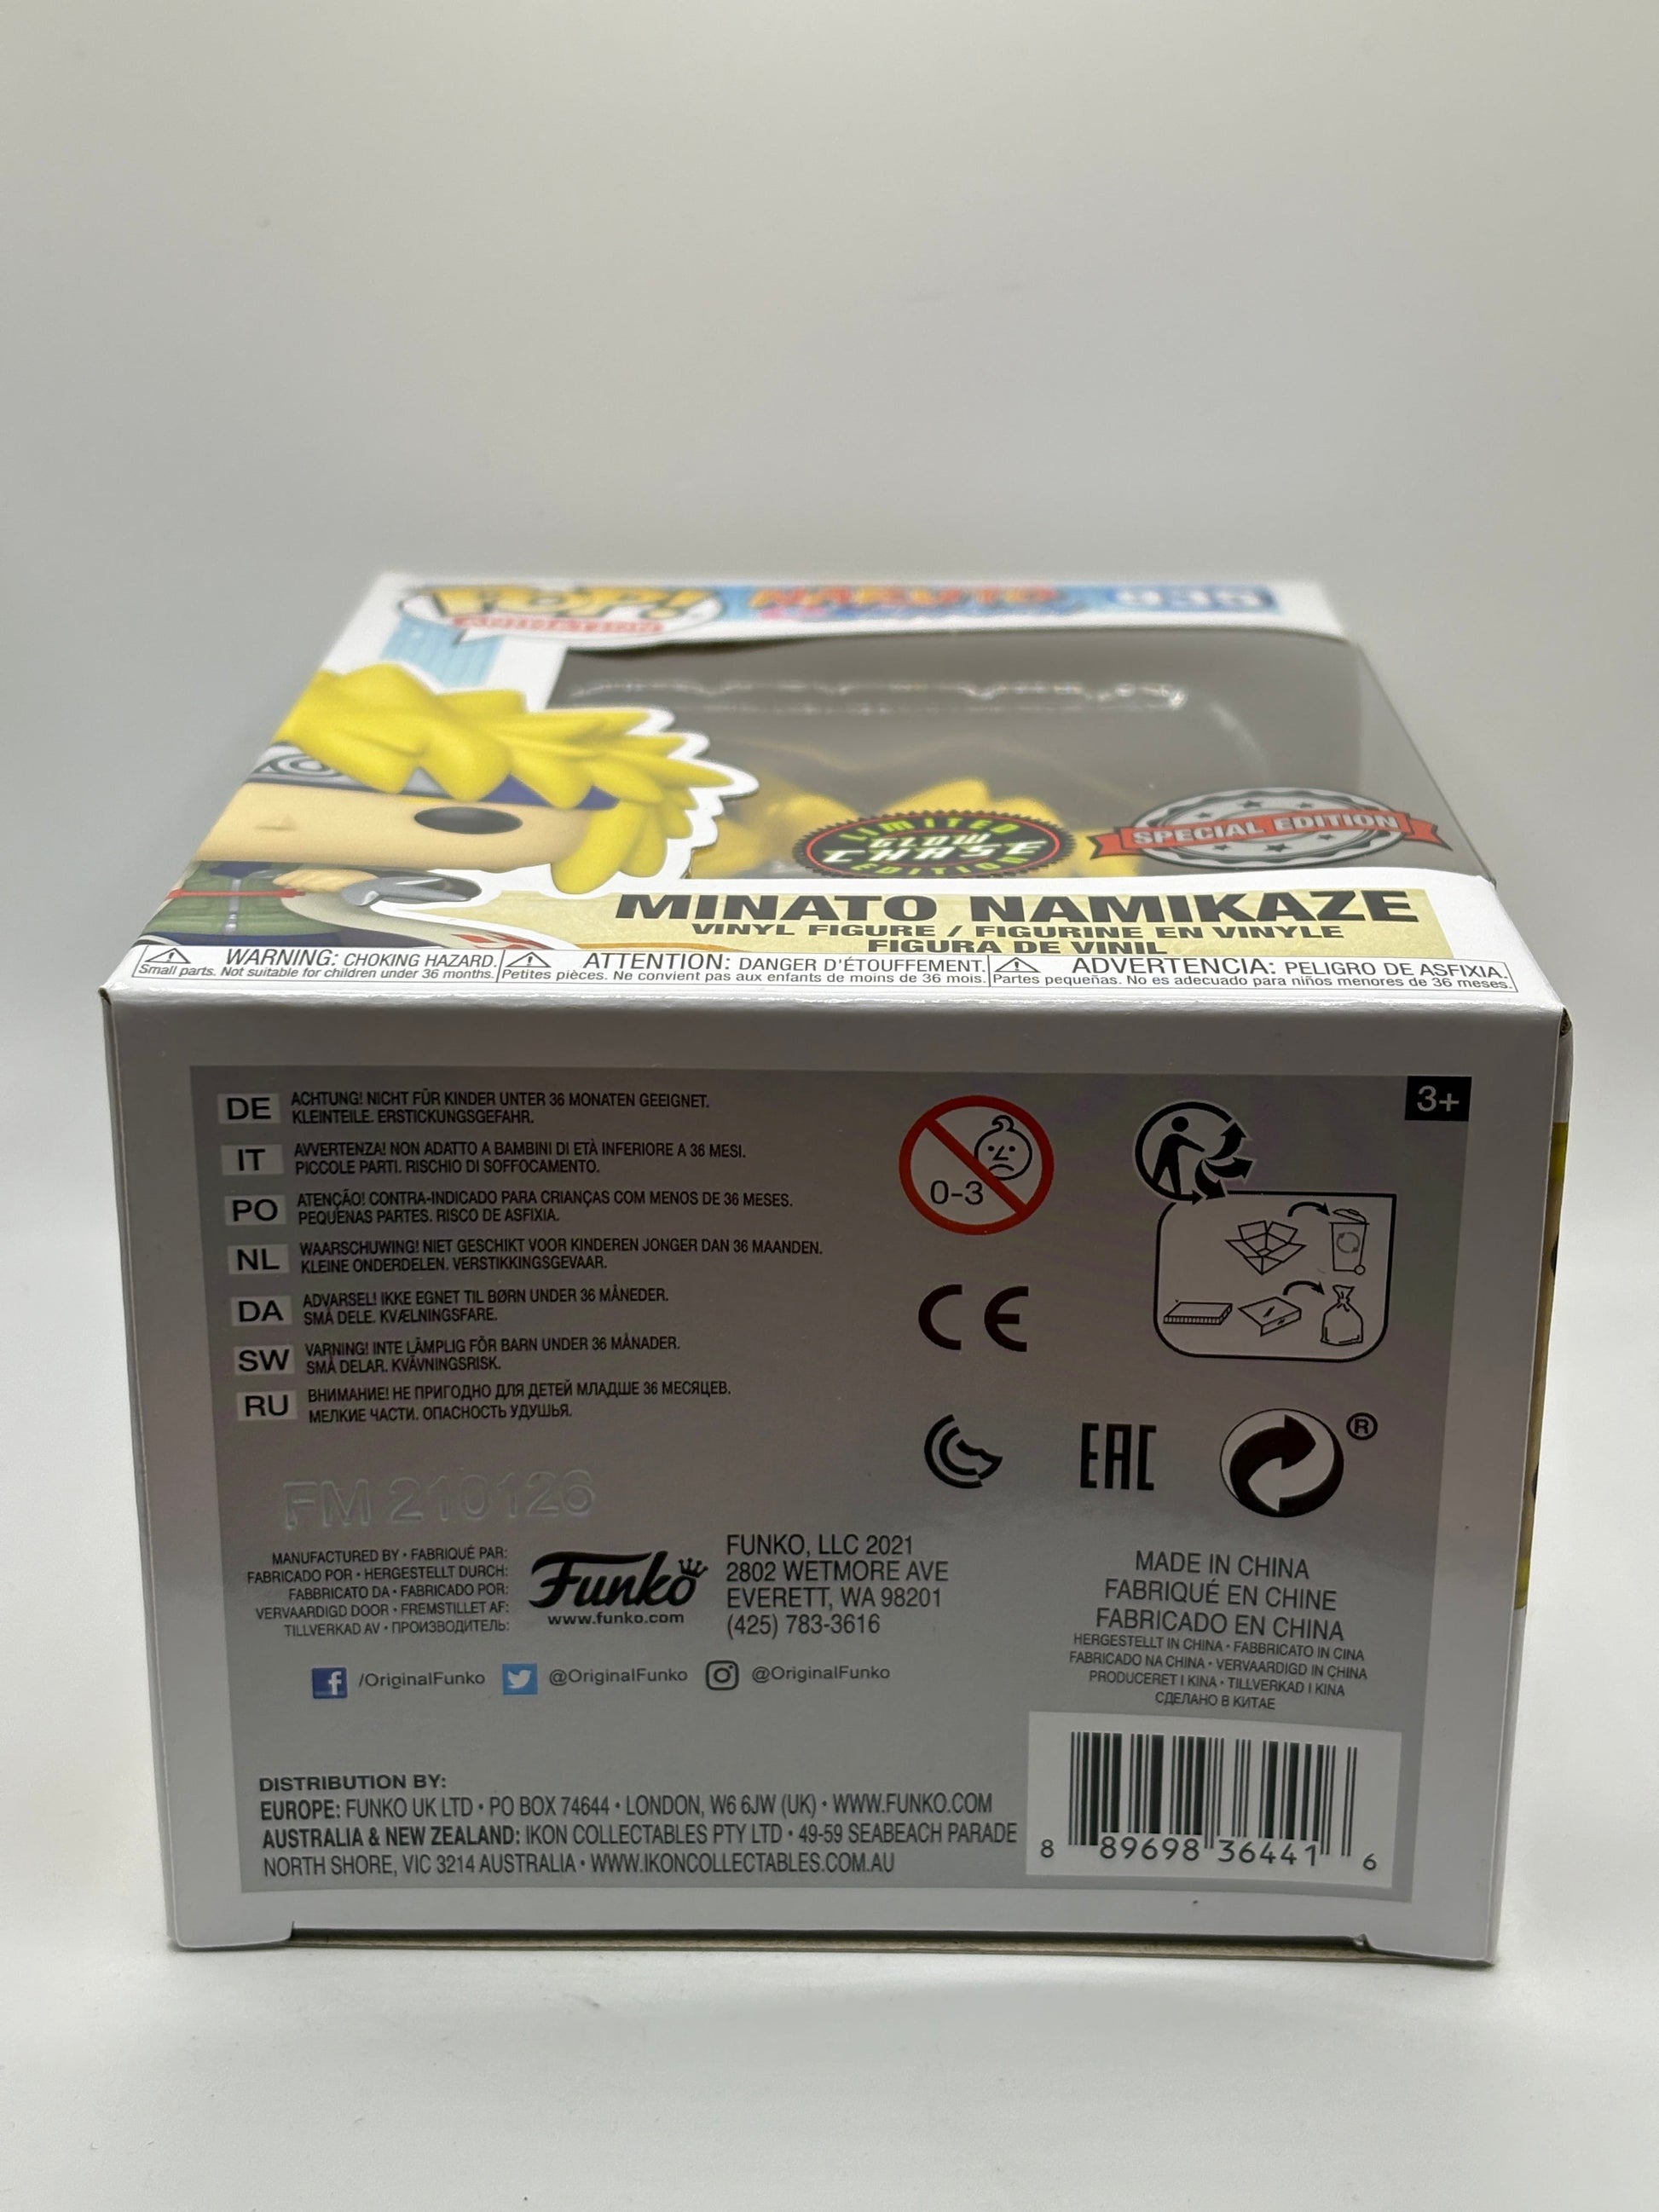 POP!
ANIMATION
NARUTO
935
LIMITED
GLOW
CHASE
EDITION
SPECIAL EDITION
MINATO NAMIKAZE
VINYL FIGURE / FIGURINE EN VINYLE
FIGURA DE VINIL
WARNING: CHOKING HAZARD.
Small parts. Not suitable for children under 36 months.
ATTENTION: DANGER D'ÉTOUFFEMENT.
Petites pièces. Ne convient pas aux enfants de moins de 36 mois.
ADVERTENCIA: PELIGRO DE ASFIXIA.
Partes pequeñas. No es adecuado para niños menores de 36 meses.
3+
DE ACHTUNG! NICHT FÜR KINDER UNTER 36 MONATEN GEEIGNET.
KLEINTEILE. ERSTICKUNGSGEFAHR.
IT AVVERTENZA! NON ADATTO A BAMBINI DI ETÀ INFERIORE A 36 MESI.
PICCOLE PARTI. RISCHIO DI SOFFOCAMENTO.
PO ATENÇÃO! CONTRA-INDICADO PARA CRIANÇAS COM MENOS DE 36 MESES.
PEQUENAS PARTES. RISCO DE ASFIXIA.
NL WAARSCHUWING! NIET GESCHIKT VOOR KINDEREN JONGER DAN 36 MAANDEN.
KLEINE ONDERDELEN. VERSTIKKINGSGEVAAR.
DA ADVARSEL! IKKE EGNET TIL BØRN UNDER 36 MÅNEDER.
SMÅ DELE. KVÆLNINGSFARE.
SW VARNING! INTE LÄMPLIG FÖR BARN UNDER 36 MÅNADER.
SMÅ DELAR. KVÄVNINGSRISK.
RU ВНИМАНИЕ! НЕ ПРИГОДНО ДЛЯ ДЕТЕЙ МЛАДШЕ 36 МЕСЯЦЕВ.
МЕЛКИЕ ЧАСТИ. ОПАСНОСТЬ УДУШЬЯ.
0-3
CE
EAC
®
FM 210126
MANUFACTURED BY • FABRIQUÉ PAR:
FABRICADO POR • HERGESTELLT DURCH:
FABBRICATO DA • FABRICADO POR:
VERVAARDIGD DOOR • FREMSTILLET AF:
TILLVERKAD AV • ПРОИЗВОДИТЕЛЬ:
Funko
www.funko.com
FUNKO, LLC 2021
2802 WETMORE AVE
EVERETT, WA 98201
(425) 783-3616
/OriginalFunko @OriginalFunko @OriginalFunko
MADE IN CHINA
FABRIQUÉ EN CHINE
FABRICADO EN CHINA
HERGESTELLT IN CHINA • FABBRICATO IN CINA
FABRICADO NA CHINA • VERVAARDIGD IN CHINA
PRODUCERET I KINA • TILLVERKAD I KINA
СДЕЛАНО В КИТАЕ
DISTRIBUTION BY:
EUROPE: FUNKO UK LTD • PO BOX 74644 • LONDON, W6 6JW (UK) • WWW.FUNKO.COM
AUSTRALIA & NEW ZEALAND: IKON COLLECTABLES PTY LTD • 49-59 SEABEACH PARADE
NORTH SHORE, VIC 3214 AUSTRALIA • WWW.IKONCOLLECTABLES.COM.AU
8 89698 36441 6